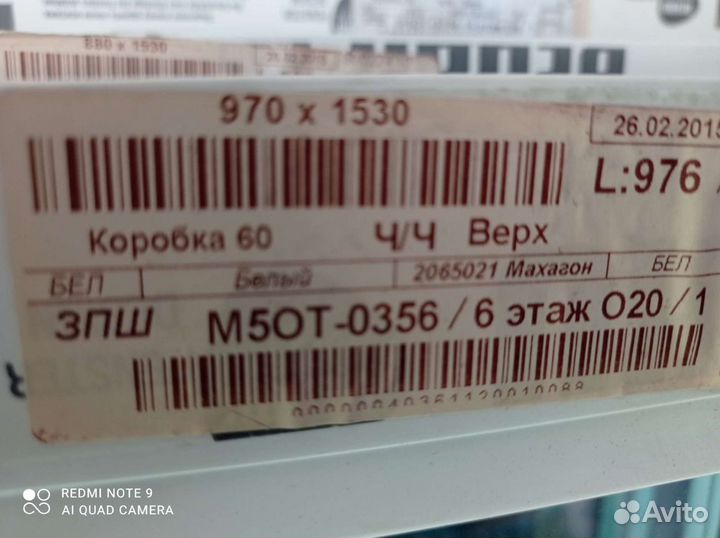 880 x 1530
970 x 1530
26.02.2015
L:976
Коробка 60 Ч/Ч Верх
БЕЛ Белый 2065021 Махагон БЕЛ
ЗПШ М5ОТ-0356 / 6 этаж О20 / 1
00000040361120010088
REDMI NOTE 9
AI QUAD CAMERA
Avito